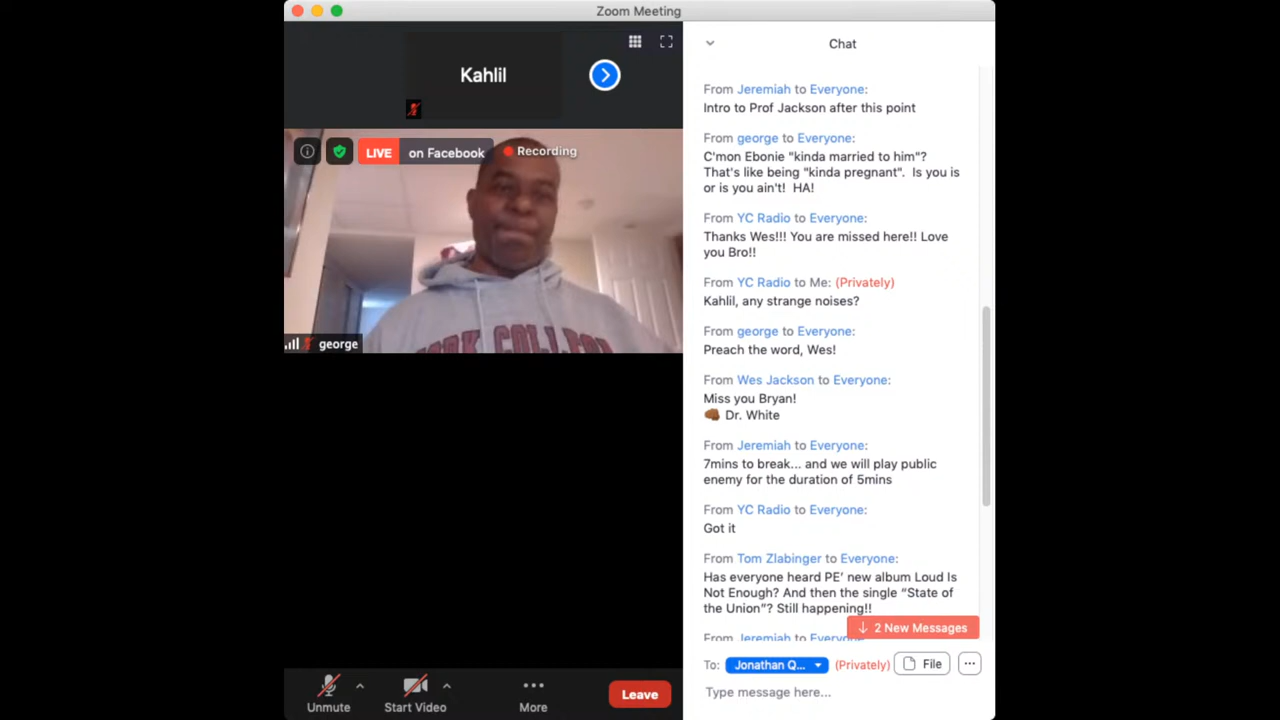 Zoom Meeting
Kahlil
LIVE on Facebook
Recording
george
Unmute
Start Video
More
Leave
Chat
From Jeremiah to Everyone:
Intro to Prof Jackson after this point
From george to Everyone:
C'mon Ebonie "kinda married to him"?
That's like being "kinda pregnant". Is you is
or is you ain't! HA!
From YC Radio to Everyone:
Thanks Wes!!! You are missed here!! Love
you Bro!!
From YC Radio to Me: (Privately)
Kahlil, any strange noises?
From george to Everyone:
Preach the word, Wes!
From Wes Jackson to Everyone:
Miss you Bryan!
👊🏾 Dr. White
From Jeremiah to Everyone:
7mins to break... and we will play public
enemy for the duration of 5mins
From YC Radio to Everyone:
Got it
From Tom Zlabinger to Everyone:
Has everyone heard PE' new album Loud Is
Not Enough? And then the single “State of
the Union”? Still happening!!
2 New Messages
From Jeremiah to Everyone:
To: Jonathan Q... (Privately) File
Type message here...